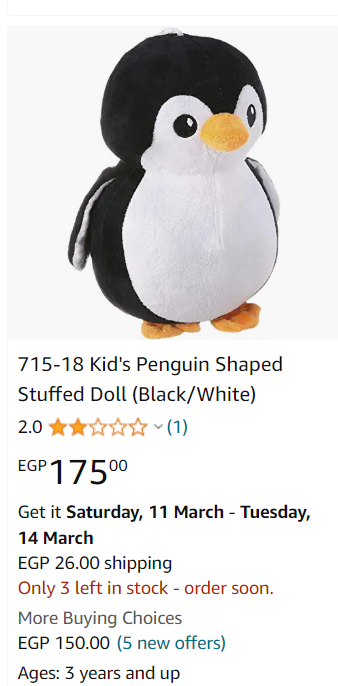 715-18 Kid's Penguin Shaped
Stuffed Doll (Black/White)
2.0 (1)
EGP 175 00
Get it Saturday, 11 March - Tuesday,
14 March
EGP 26.00 shipping
Only 3 left in stock - order soon.
More Buying Choices
EGP 150.00 (5 new offers)
Ages: 3 years and up